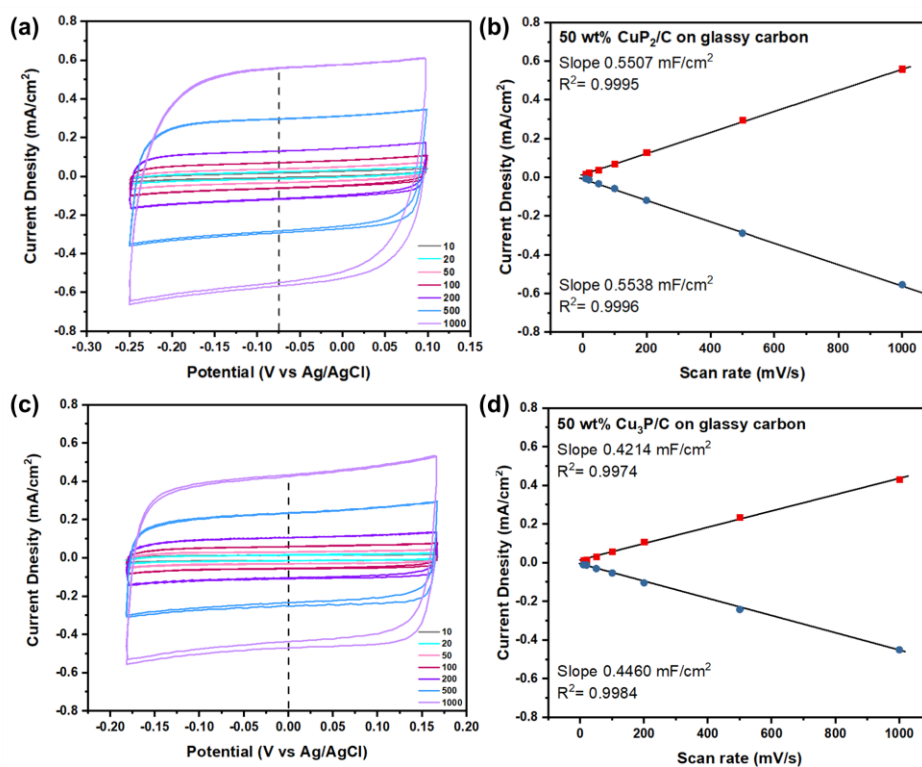 (a)
Current Dnesity (mA/cm²)
0.8
0.6
0.4
0.2
0.0
-0.2
-0.4
-0.6
-0.8
10
20
50
100
200
500
1000
-0.30 -0.25 -0.20 -0.15 -0.10 -0.05 0.00 0.05 0.10 0.15
Potential (V vs Ag/AgCl)
(b)
Current Dnesity (mA/cm²)
0.8
0.6
0.4
0.2
0.0
-0.2
-0.4
-0.6
-0.8
50 wt% CuP₂/C on glassy carbon
Slope 0.5507 mF/cm²
R²= 0.9995
Slope 0.5538 mF/cm²
R²= 0.9996
0 200 400 600 800 1000
Scan rate (mV/s)
(c)
Current Dnesity (mA/cm²)
0.8
0.6
0.4
0.2
0.0
-0.2
-0.4
-0.6
-0.8
10
20
50
100
200
500
1000
-0.20 -0.15 -0.10 -0.05 0.00 0.05 0.10 0.15 0.20
Potential (V vs Ag/AgCl)
(d)
Current Dnesity (mA/cm²)
0.8
0.6
0.4
0.2
0.0
-0.2
-0.4
-0.6
-0.8
50 wt% Cu₃P/C on glassy carbon
Slope 0.4214 mF/cm²
R²= 0.9974
Slope 0.4460 mF/cm²
R²= 0.9984
0 200 400 600 800 1000
Scan rate (mV/s)